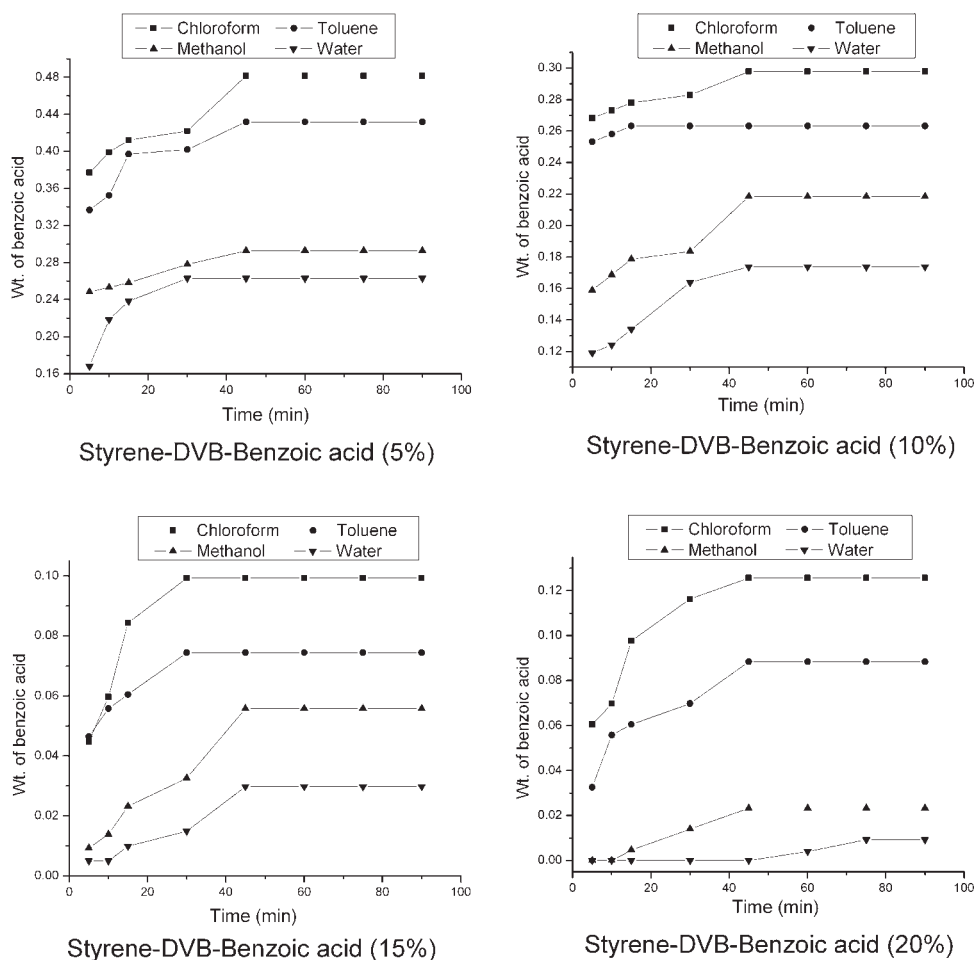 Chloroform Toluene
Methanol Water
0.48
0.44
0.40
0.36
0.32
0.28
0.24
0.20
0.16
Wt. of benzoic acid
0 20 40 60 80 100
Time (min)
Styrene-DVB-Benzoic acid (5%)
Chloroform Toluene
Methanol Water
0.30
0.28
0.26
0.24
0.22
0.20
0.18
0.16
0.14
0.12
Wt. of benzoic acid
0 20 40 60 80 100
Time (min)
Styrene-DVB-Benzoic acid (10%)
Chloroform Toluene
Methanol Water
0.10
0.08
0.06
0.04
0.02
0.00
Wt. of benzoic acid
0 20 40 60 80 100
Time (min)
Styrene-DVB-Benzoic acid (15%)
Chloroform Toluene
Methanol Water
0.12
0.10
0.08
0.06
0.04
0.02
0.00
Wt. of benzoic acid
0 20 40 60 80 100
Time (min)
Styrene-DVB-Benzoic acid (20%)